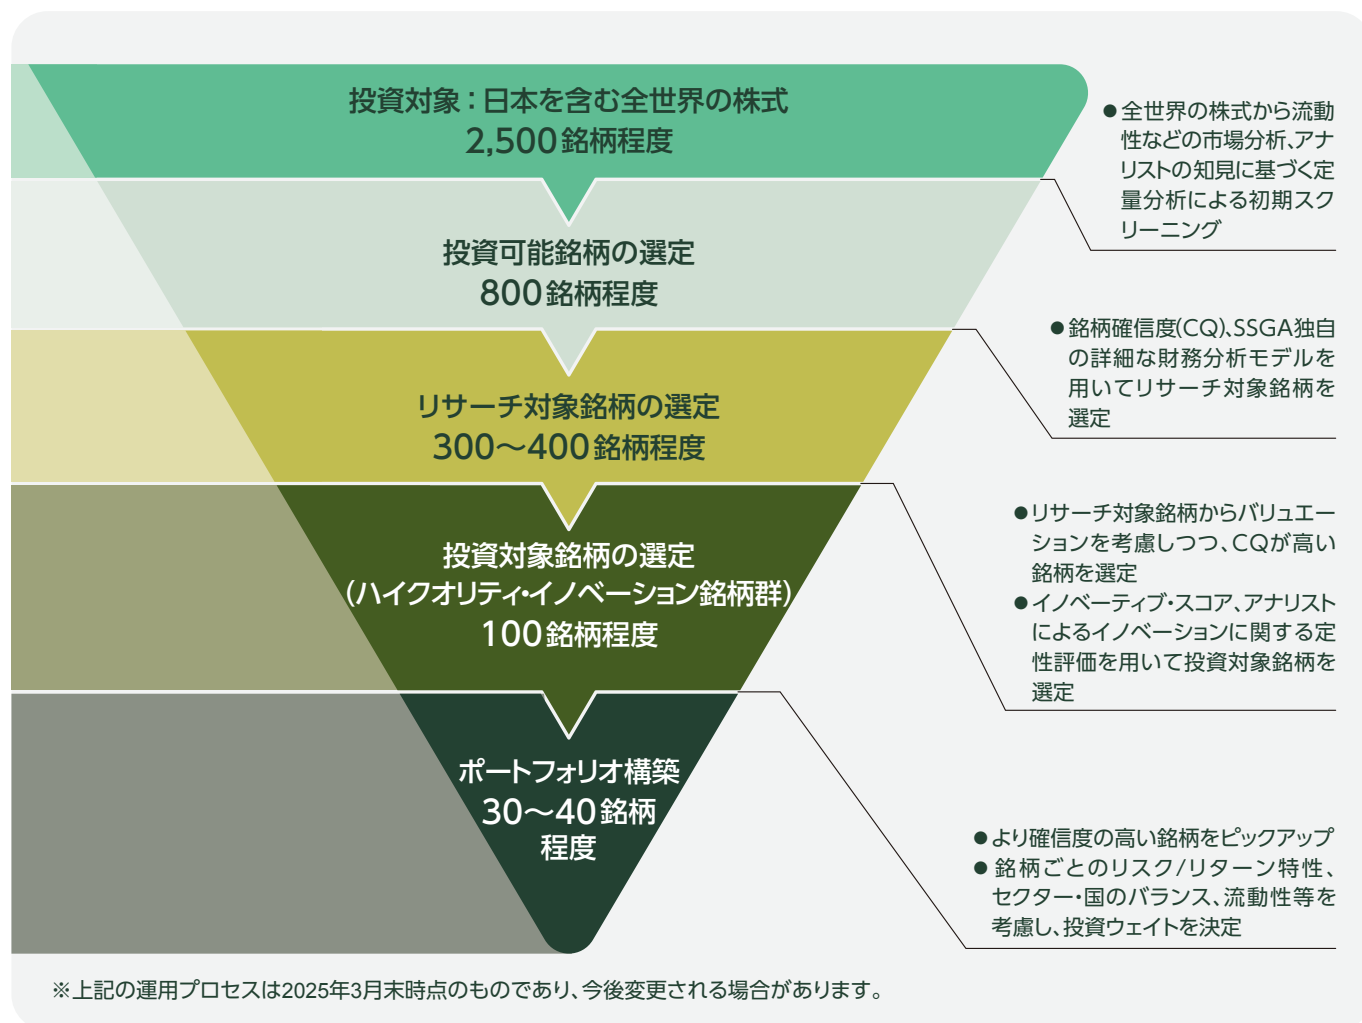 投資対象：日本を含む全世界の株式
2,500銘柄程度
●全世界の株式から流動
性などの市場分析、アナ
リストの知見に基づく定
量分析による初期スク
リーニング
投資可能銘柄の選定
800銘柄程度
●銘柄確信度(CQ)、SSGA独自
の詳細な財務分析モデルを
用いてリサーチ対象銘柄を
選定
リサーチ対象銘柄の選定
300～400銘柄程度
●リサーチ対象銘柄からバリュエー
ションを考慮しつつ、CQが高い
銘柄を選定
●イノベーティブ・スコア、アナリスト
によるイノベーションに関する定
性評価を用いて投資対象銘柄を
選定
投資対象銘柄の選定
(ハイクオリティ・イノベーション銘柄群)
100銘柄程度
ポートフォリオ構築
30～40銘柄
程度
●より確信度の高い銘柄をピックアップ
●銘柄ごとのリスク/リターン特性、
セクター・国のバランス、流動性等を
考慮し、投資ウェイトを決定
※上記の運用プロセスは2025年3月末時点のものであり、今後変更される場合があります。